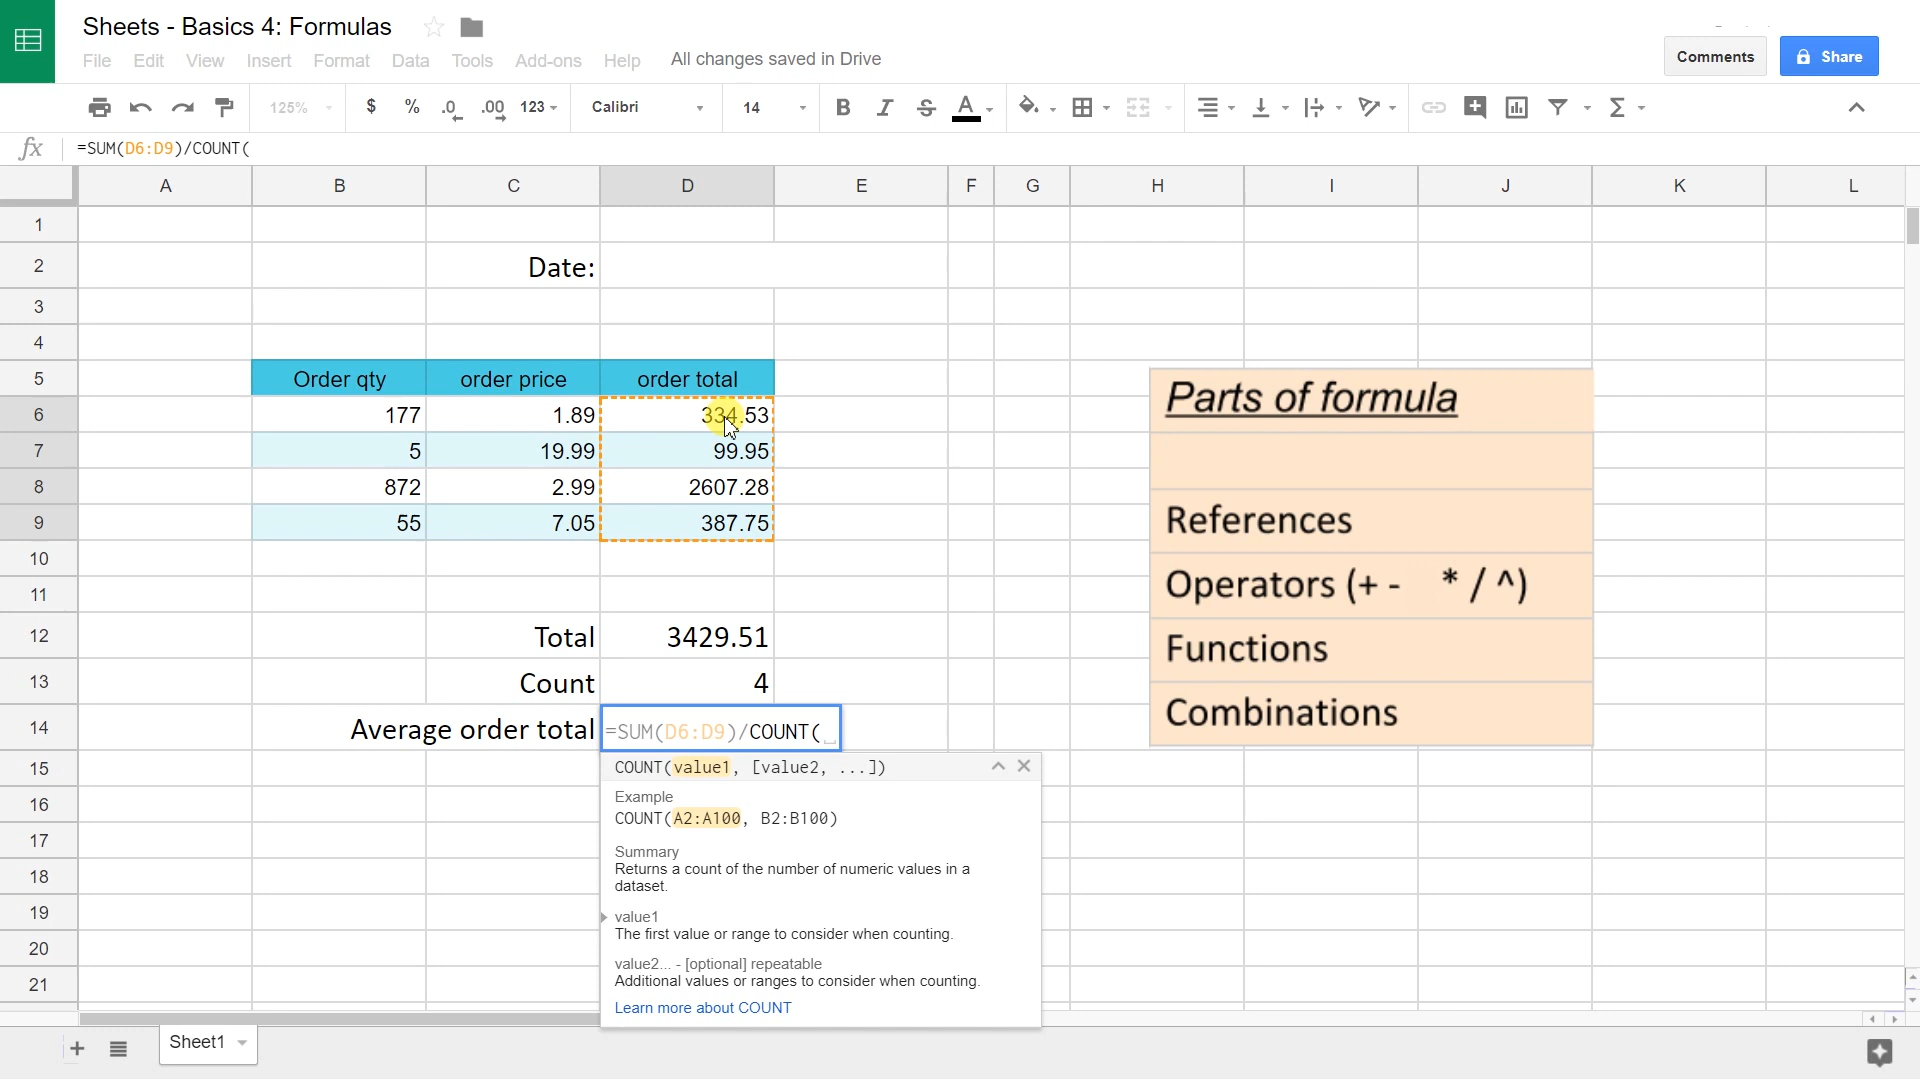 Sheets - Basics 4: Formulas
File Edit View Insert Format Data Tools Add-ons Help All changes saved in Drive
Comments Share
125% $ % .0 .00 123 Calibri 14 B I S A Σ
fx =SUM(D6:D9)/COUNT(
A B C D E F G H I J K L
1
2 Date:
3
4
5 Order qty order price order total
6 177 1.89 334.53
7 5 19.99 99.95
8 872 2.99 2607.28
9 55 7.05 387.75
10
11
12 Total 3429.51
13 Count 4
14 Average order total =SUM(D6:D9)/COUNT(
15
16
17
18
19
20
21
COUNT(value1, [value2, ...])
Example
COUNT(A2:A100, B2:B100)
Summary
Returns a count of the number of numeric values in a
dataset.
value1
The first value or range to consider when counting.
value2... - [optional] repeatable
Additional values or ranges to consider when counting.
Learn more about COUNT
Parts of formula
References
Operators (+ - * / ^)
Functions
Combinations
Sheet1